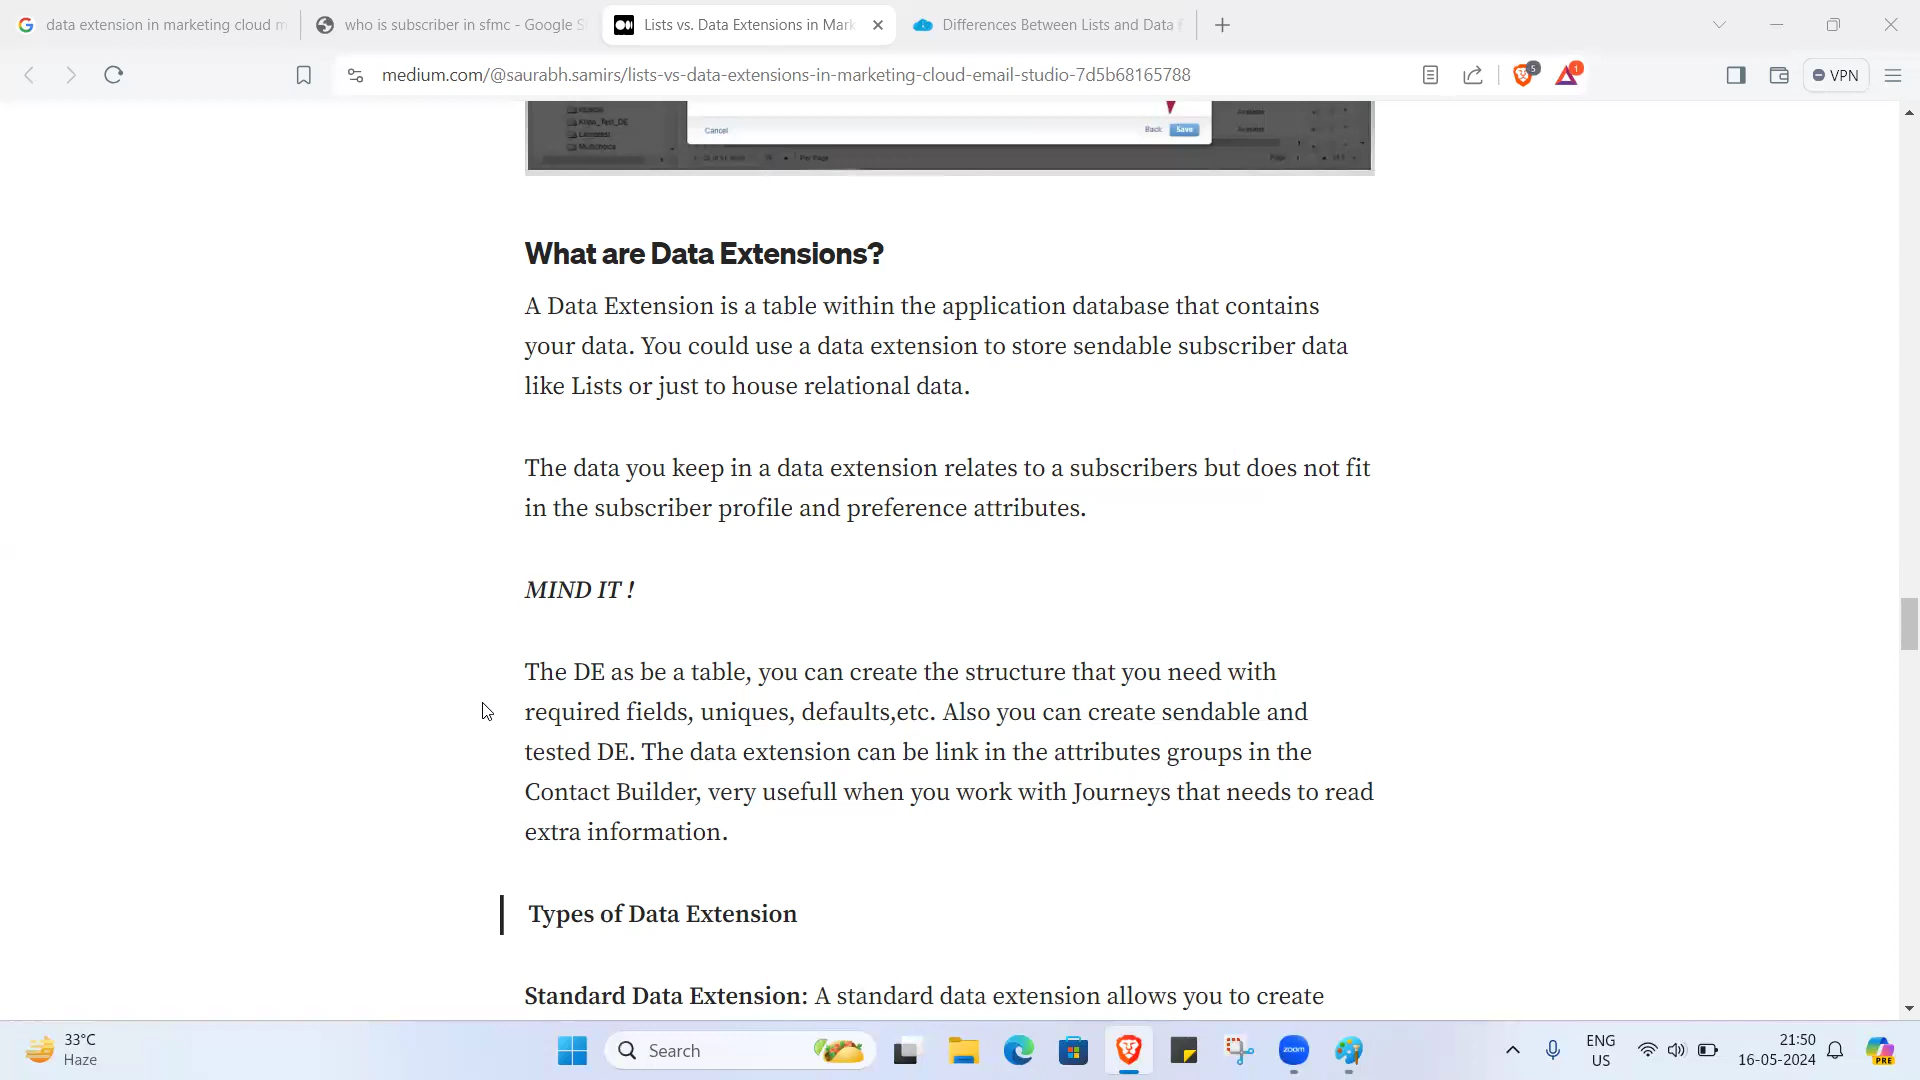 data extension in marketing cloud m
who is subscriber in sfmc - Google S
Lists vs. Data Extensions in Mark
Differences Between Lists and Data
medium.com/@saurabh.samirs/lists-vs-data-extensions-in-marketing-cloud-email-studio-7d5b68165788
5
1
VPN
Know_Test_DE
Multichoice
Cancel
Back
Save
Per Page
Page
What are Data Extensions?
A Data Extension is a table within the application database that contains
your data. You could use a data extension to store sendable subscriber data
like Lists or just to house relational data.
The data you keep in a data extension relates to a subscribers but does not fit
in the subscriber profile and preference attributes.
MIND IT !
The DE as be a table, you can create the structure that you need with
required fields, uniques, defaults,etc. Also you can create sendable and
tested DE. The data extension can be link in the attributes groups in the
Contact Builder, very usefull when you work with Journeys that needs to read
extra information.
Types of Data Extension
Standard Data Extension: A standard data extension allows you to create
33°C
Haze
Search
zoom
ENG
US
21:50
16-05-2024
PRE